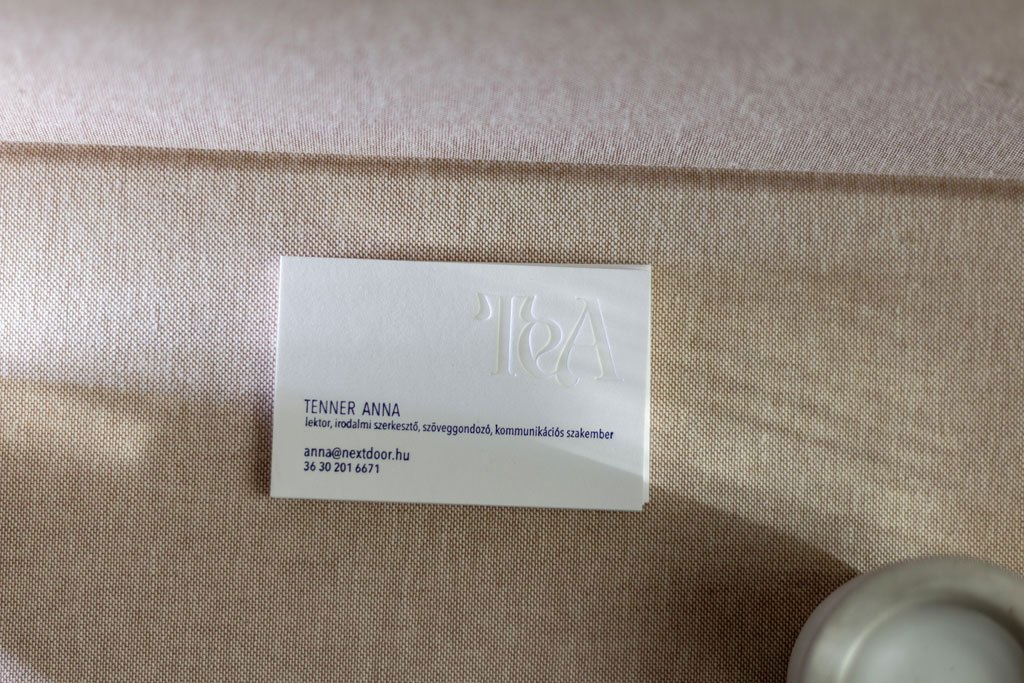 T&A
TENNER ANNA
lektor, irodalmi szerkesztő, szöveggondozó, kommunikációs szakember
anna@nextdoor.hu
36 30 201 6671